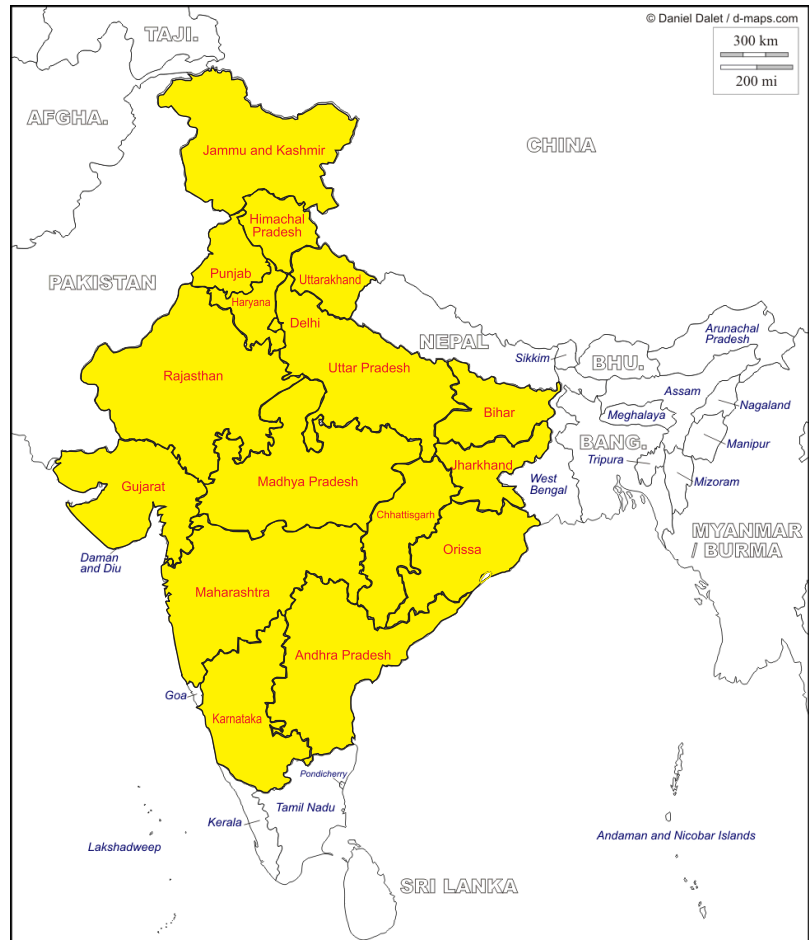 © Daniel Dalet / d-maps.com
300 km
200 mi
TAJI.
AFGHA.
CHINA
Jammu and Kashmir
Himachal
Pradesh
PAKISTAN
Punjab
Uttarakhand
Haryana
Delhi
NEPAL
Arunachal
Pradesh
Sikkim
BHU.
Rajasthan
Uttar Pradesh
Assam
Nagaland
Bihar
Meghalaya
BANG.
Manipur
Tripura
Jharkhand
West
Bengal
Mizoram
Gujarat
Madhya Pradesh
Chhattisgarh
MYANMAR
/ BURMA
Orissa
Daman
and Diu
Maharashtra
Andhra Pradesh
Goa
Karnataka
Pondicherry
Tamil Nadu
Kerala
Lakshadweep
Andaman and Nicobar Islands
SRI LANKA